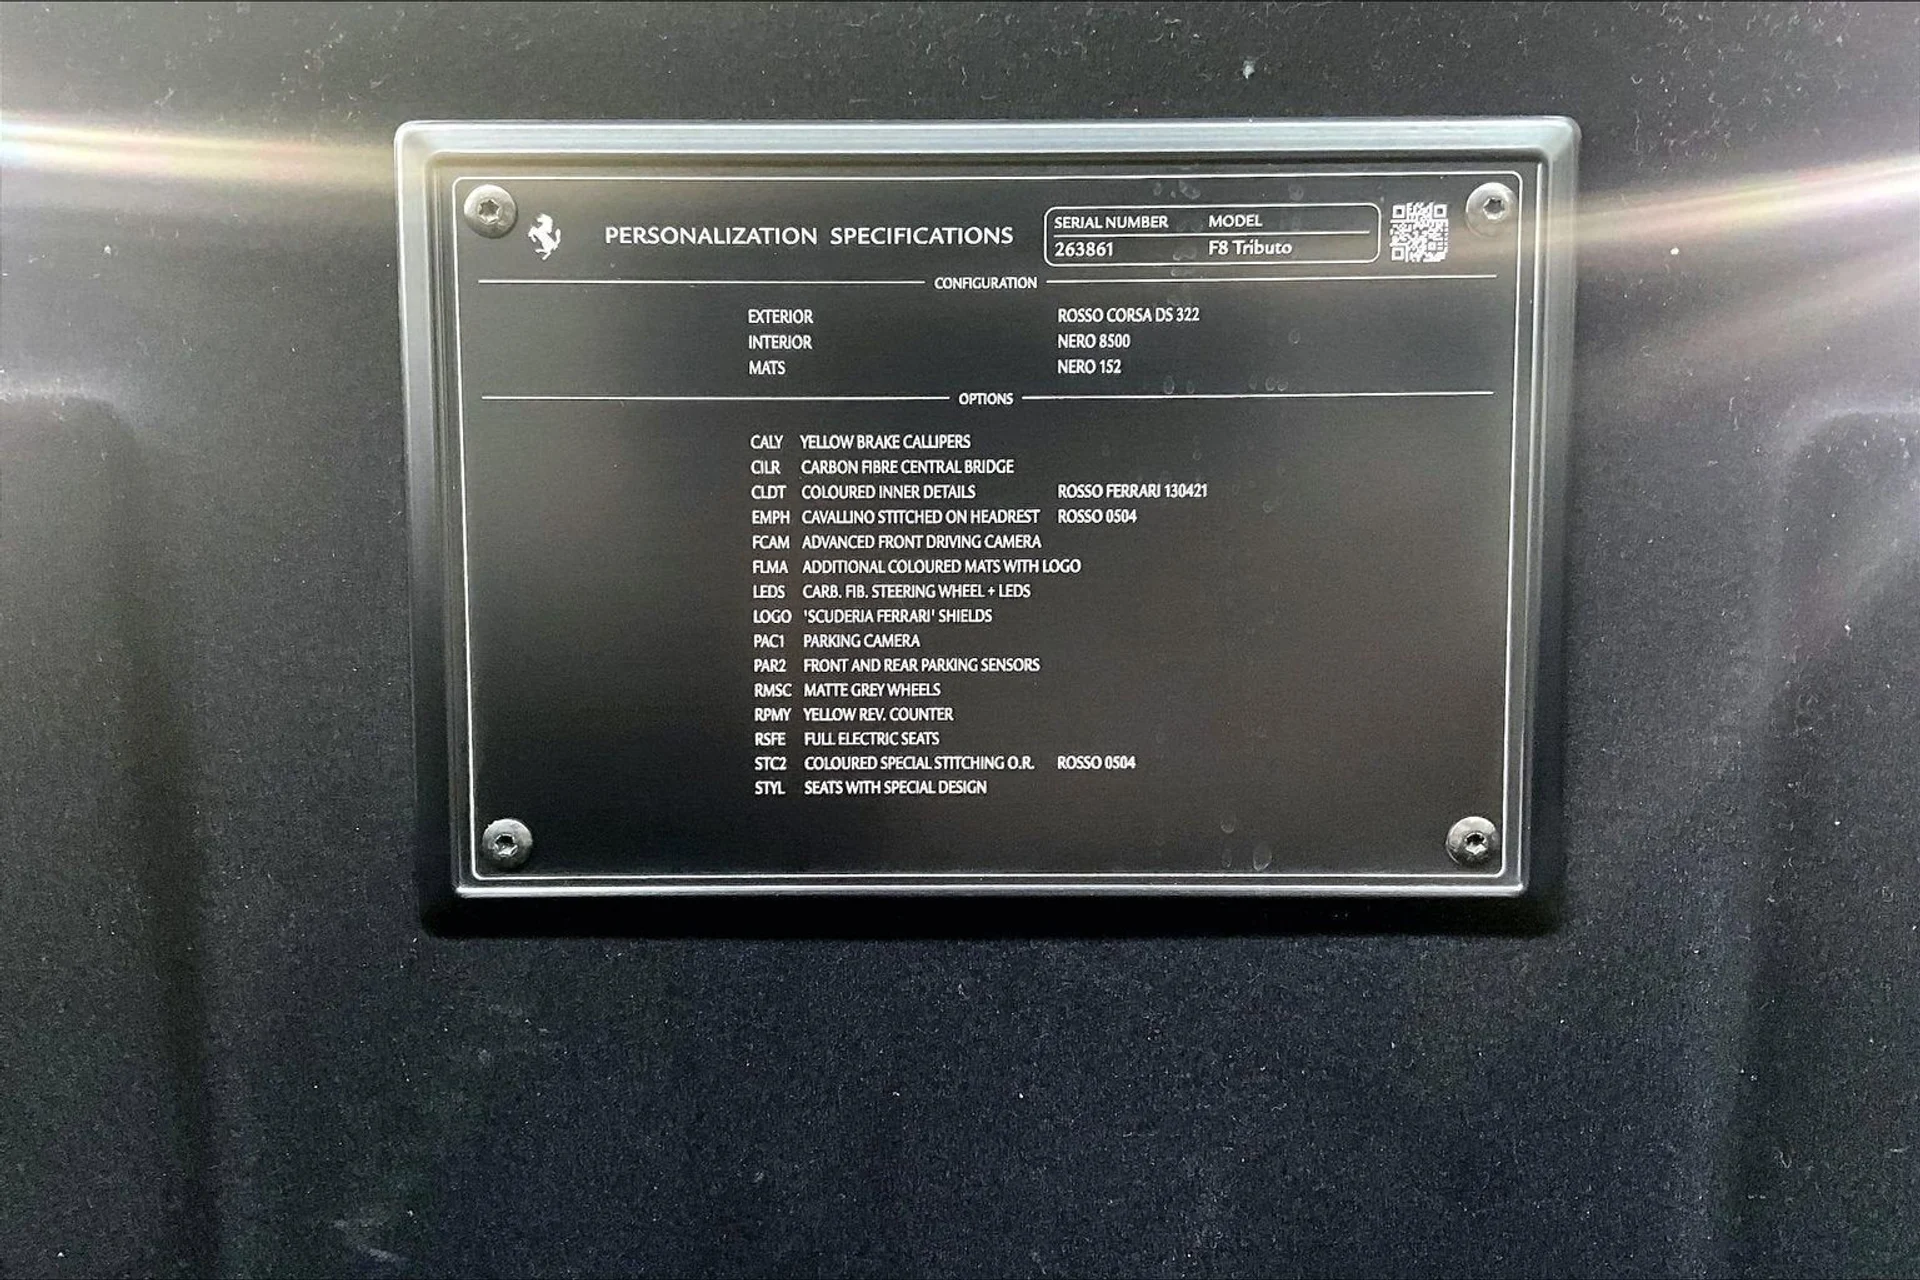 PERSONALIZATION SPECIFICATIONS
SERIAL NUMBER MODEL
263861 F8 Tributo
CONFIGURATION
EXTERIOR ROSSO CORSA DS 322
INTERIOR NERO 8500
MATS NERO 152
OPTIONS
CALY YELLOW BRAKE CALLIPERS
CILR CARBON FIBRE CENTRAL BRIDGE
CLDT COLOURED INNER DETAILS ROSSO FERRARI 130421
EMPH CAVALLINO STITCHED ON HEADREST ROSSO 0504
FCAM ADVANCED FRONT DRIVING CAMERA
FLMA ADDITIONAL COLOURED MATS WITH LOGO
LEDS CARB. FIB. STEERING WHEEL + LEDS
LOGO 'SCUDERIA FERRARI' SHIELDS
PAC1 PARKING CAMERA
PAR2 FRONT AND REAR PARKING SENSORS
RMSC MATTE GREY WHEELS
RPMY YELLOW REV. COUNTER
RSFE FULL ELECTRIC SEATS
STC2 COLOURED SPECIAL STITCHING O.R. ROSSO 0504
STYL SEATS WITH SPECIAL DESIGN